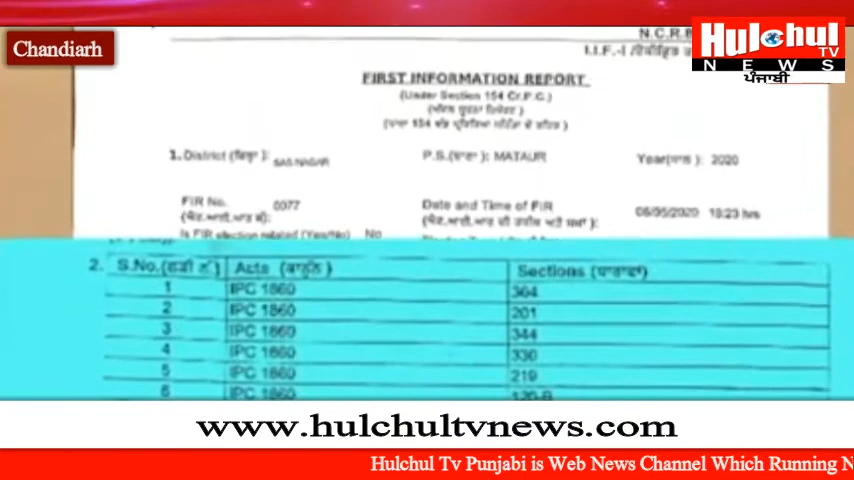 Chandiarh
N.C.R.B
Hulchul
TV
NEWS
ਪੰਜਾਬੀ
FIRST INFORMATION REPORT
(Under Section 154 Cr.P.C.)
1. District (ਜ਼ਿਲ੍ਹਾ): SAS NAGAR P.S.(ਥਾਣਾ): MATAUR Year(ਸਾਲ): 2020
FIR No. 0077 Date and Time of FIR
06/05/2020 18:23 hrs
Is FIR election related (Yes/No) No
2. S.No. Acts (ਕਾਨੂੰਨ) Sections (ਧਾਰਾਵਾਂ)
1 IPC 1860 364
2 IPC 1860 201
3 IPC 1860 344
4 IPC 1860 330
5 IPC 1860 219
6 IPC 1860 120-B
www.hulchultvnews.com
Hulchul Tv Punjabi is Web News Channel Which Running N